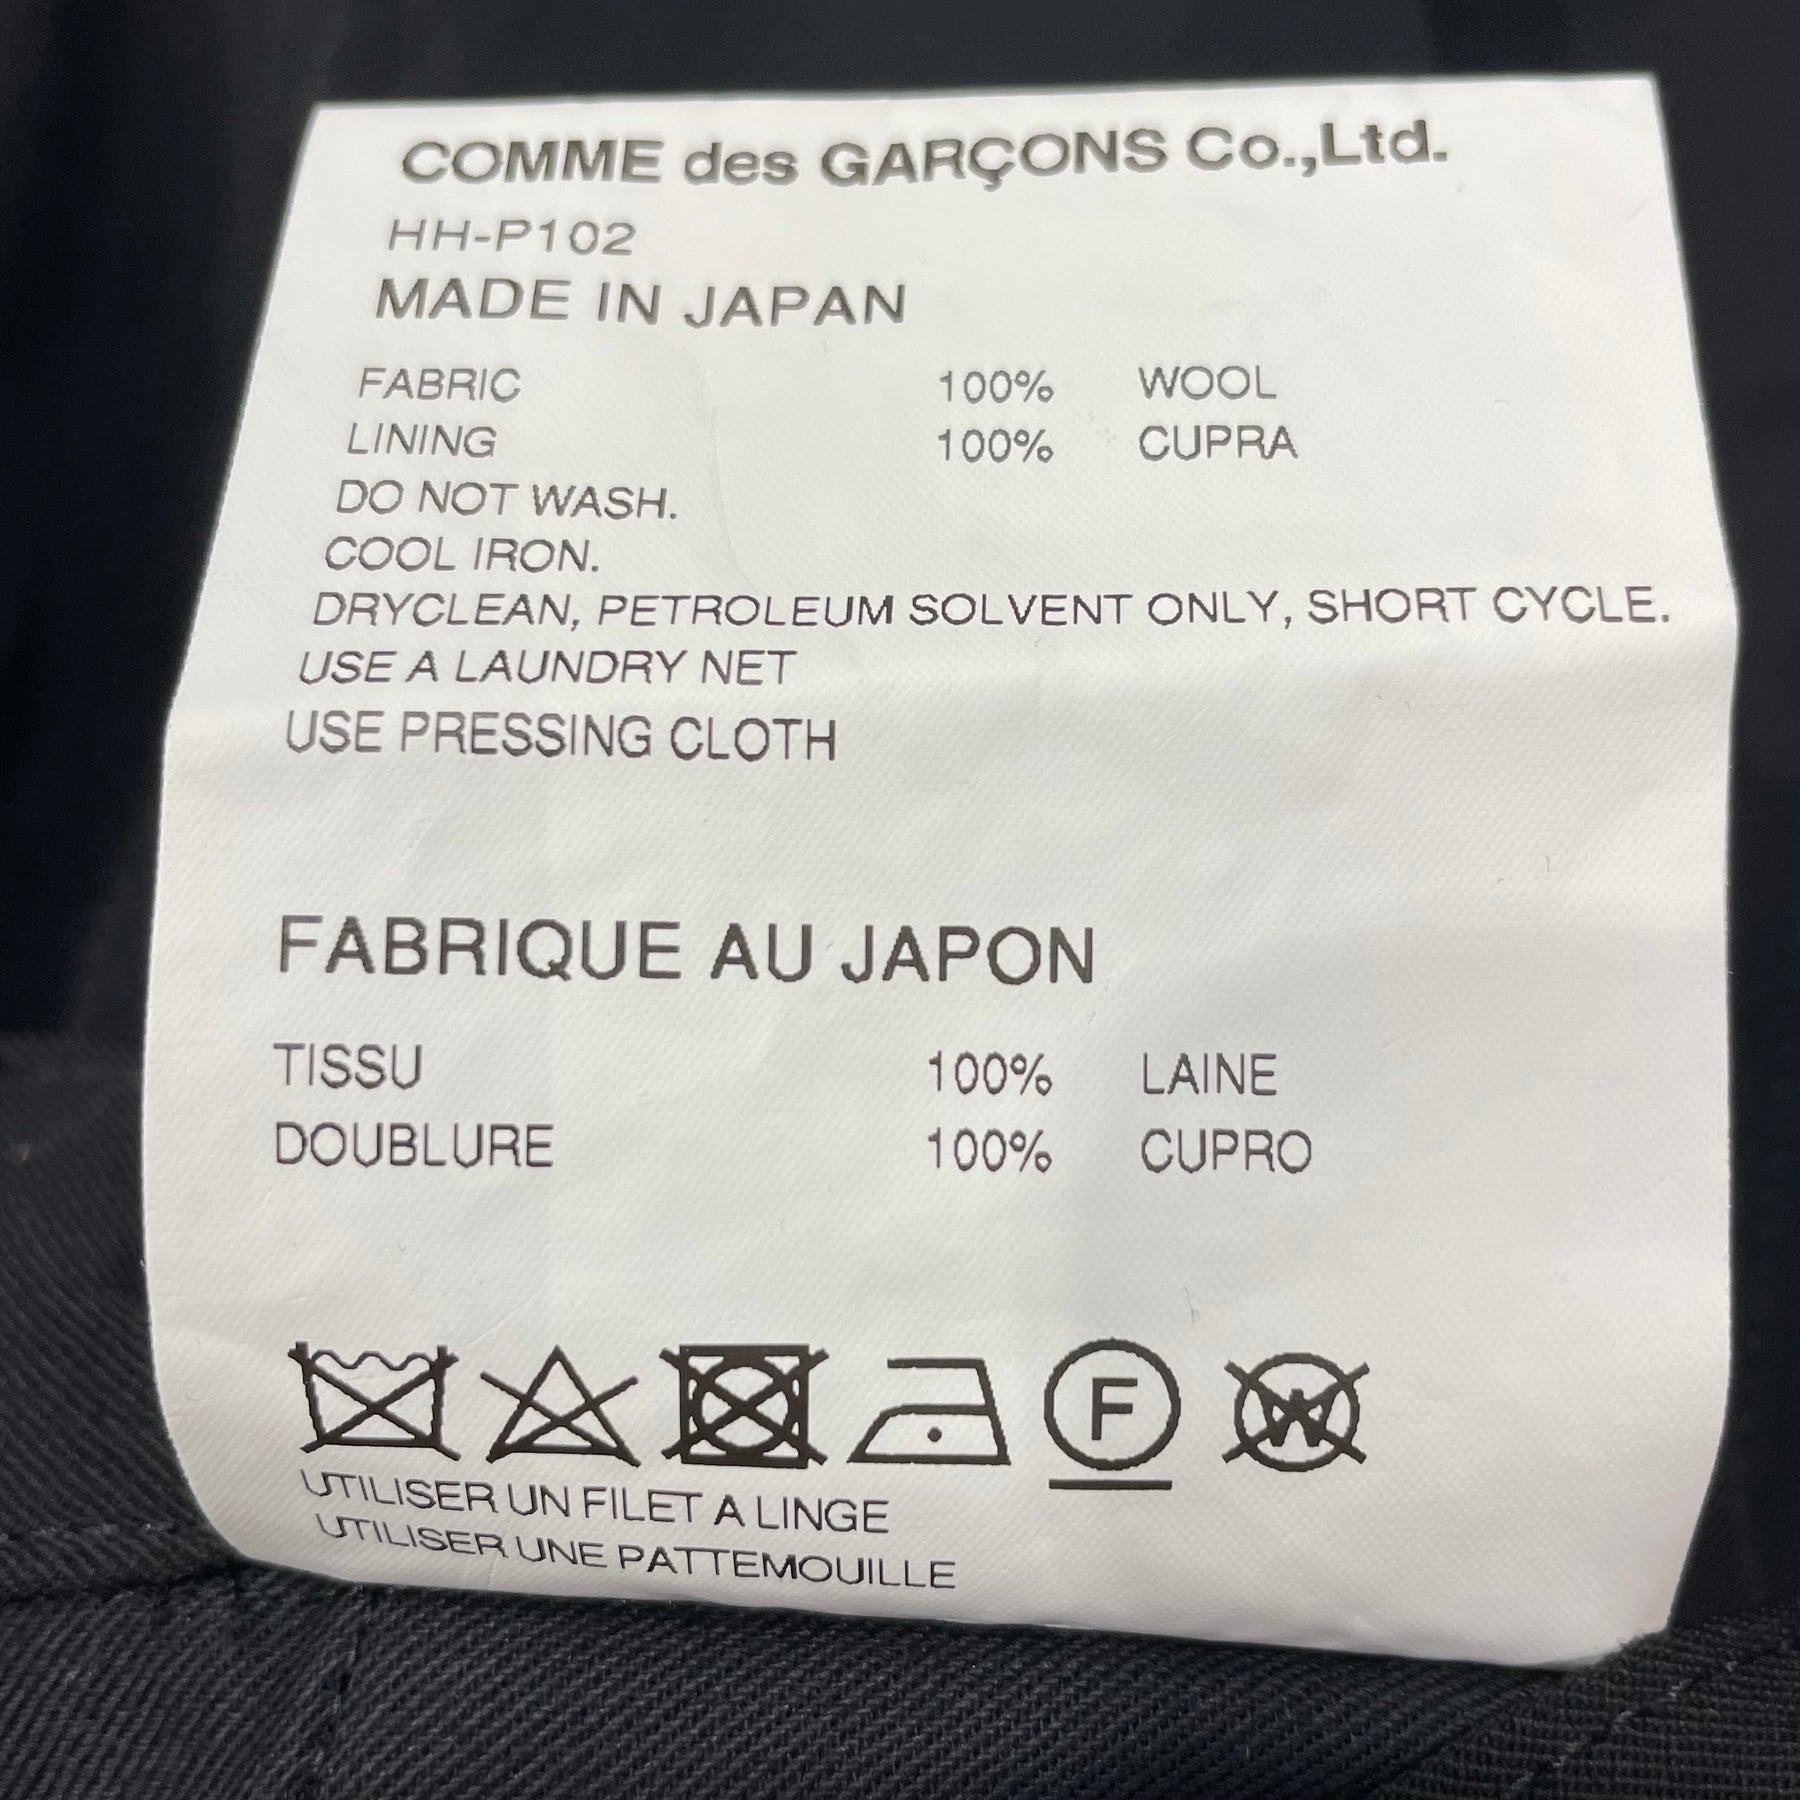 COMME des GARÇONS Co.,Ltd.
HH-P102
MADE IN JAPAN
FABRIC 100% WOOL
LINING 100% CUPRA
DO NOT WASH.
COOL IRON.
DRYCLEAN, PETROLEUM SOLVENT ONLY, SHORT CYCLE.
USE A LAUNDRY NET
USE PRESSING CLOTH
FABRIQUE AU JAPON
TISSU 100% LAINE
DOUBLURE 100% CUPRO
F W
UTILISER UN FILET A LINGE
UTILISER UNE PATTEMOUILLE